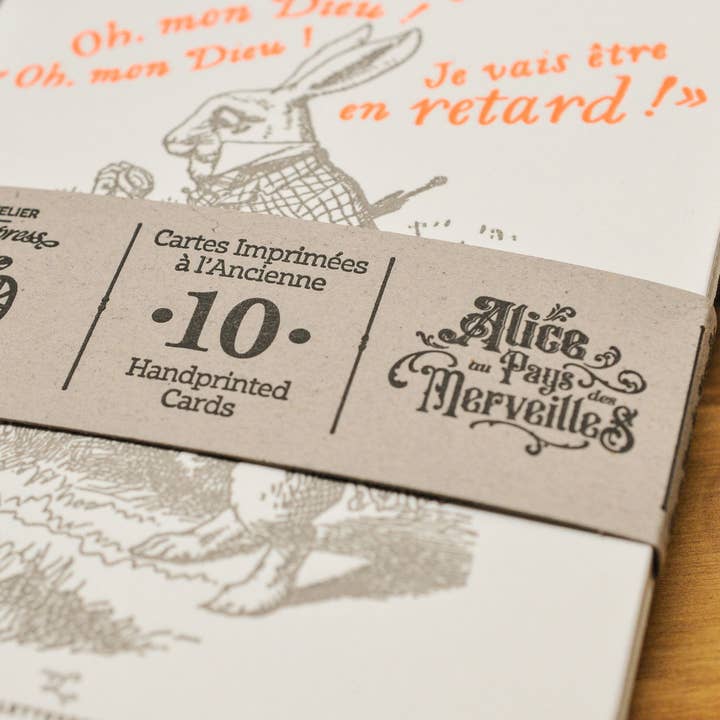 Oh, mon Dieu !
Oh, mon Dieu !
Je vais être
en retard ! »
Cartes Imprimées
à l'Ancienne
•10•
Handprinted
Cards
Alice
au Pays des
MerveilleS